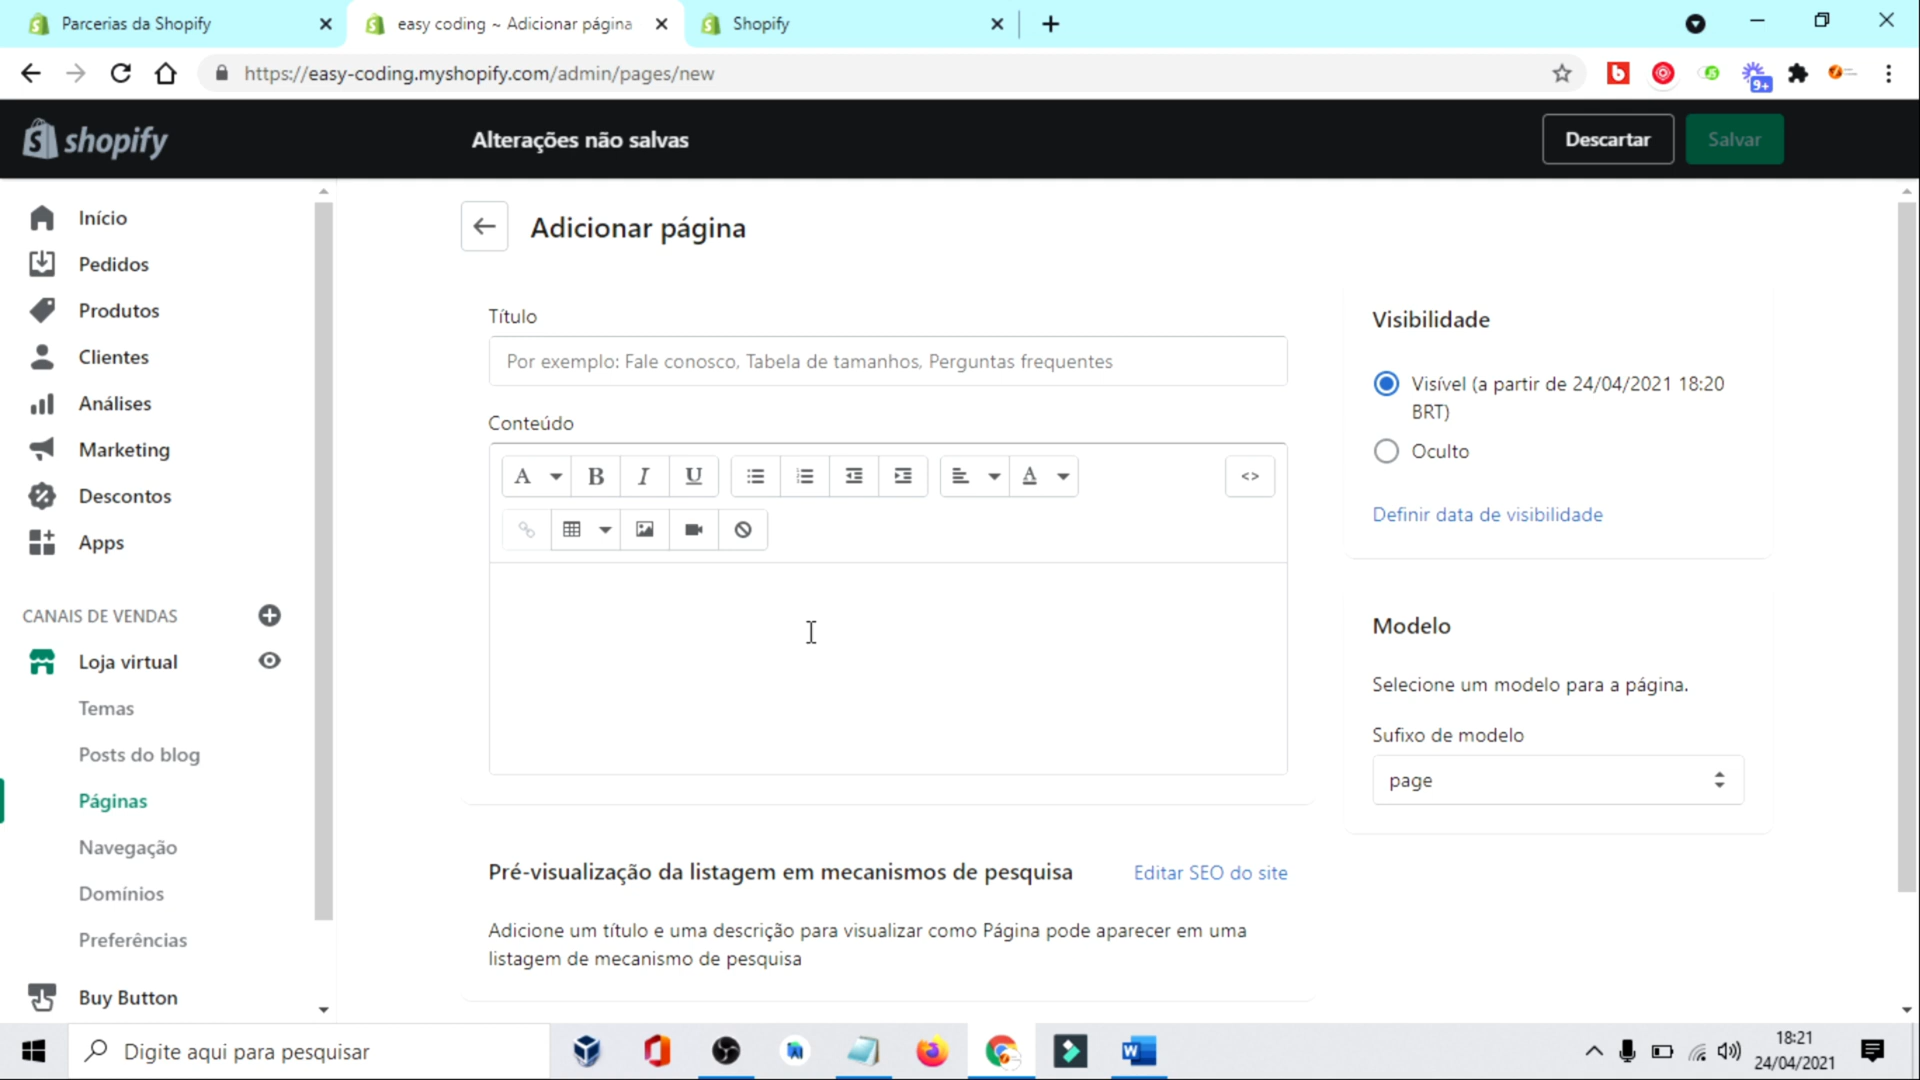 Parcerias da Shopify
easy coding ~ Adicionar página
Shopify
https://easy-coding.myshopify.com/admin/pages/new
9+
shopify
Alterações não salvas
Descartar
Salvar
Início
Pedidos
Produtos
Clientes
Análises
Marketing
Descontos
Apps
CANAIS DE VENDAS
Loja virtual
Temas
Posts do blog
Páginas
Navegação
Domínios
Preferências
Buy Button
Adicionar página
Título
Por exemplo: Fale conosco, Tabela de tamanhos, Perguntas frequentes
Conteúdo
A B I U A <>
Pré-visualização da listagem em mecanismos de pesquisa
Editar SEO do site
Adicione um título e uma descrição para visualizar como Página pode aparecer em uma
listagem de mecanismo de pesquisa
Visibilidade
Visível (a partir de 24/04/2021 18:20
BRT)
Oculto
Definir data de visibilidade
Modelo
Selecione um modelo para a página.
Sufixo de modelo
page
Digite aqui para pesquisar
18:21
24/04/2021